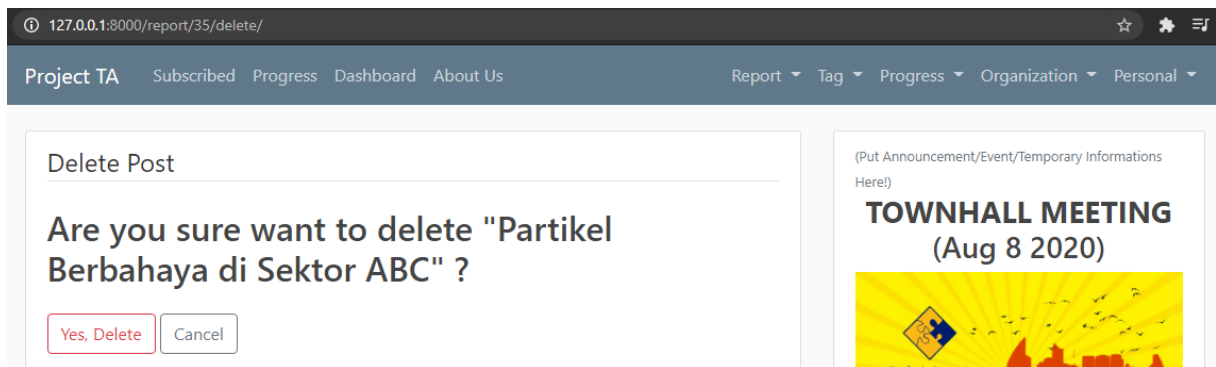 127.0.0.1:8000/report/35/delete/
Project TA Subscribed Progress Dashboard About Us Report Tag Progress Organization Personal
Delete Post
Are you sure want to delete "Partikel
Berbahaya di Sektor ABC" ?
Yes, Delete Cancel
(Put Announcement/Event/Temporary Informations
Here!)
TOWNHALL MEETING
(Aug 8 2020)